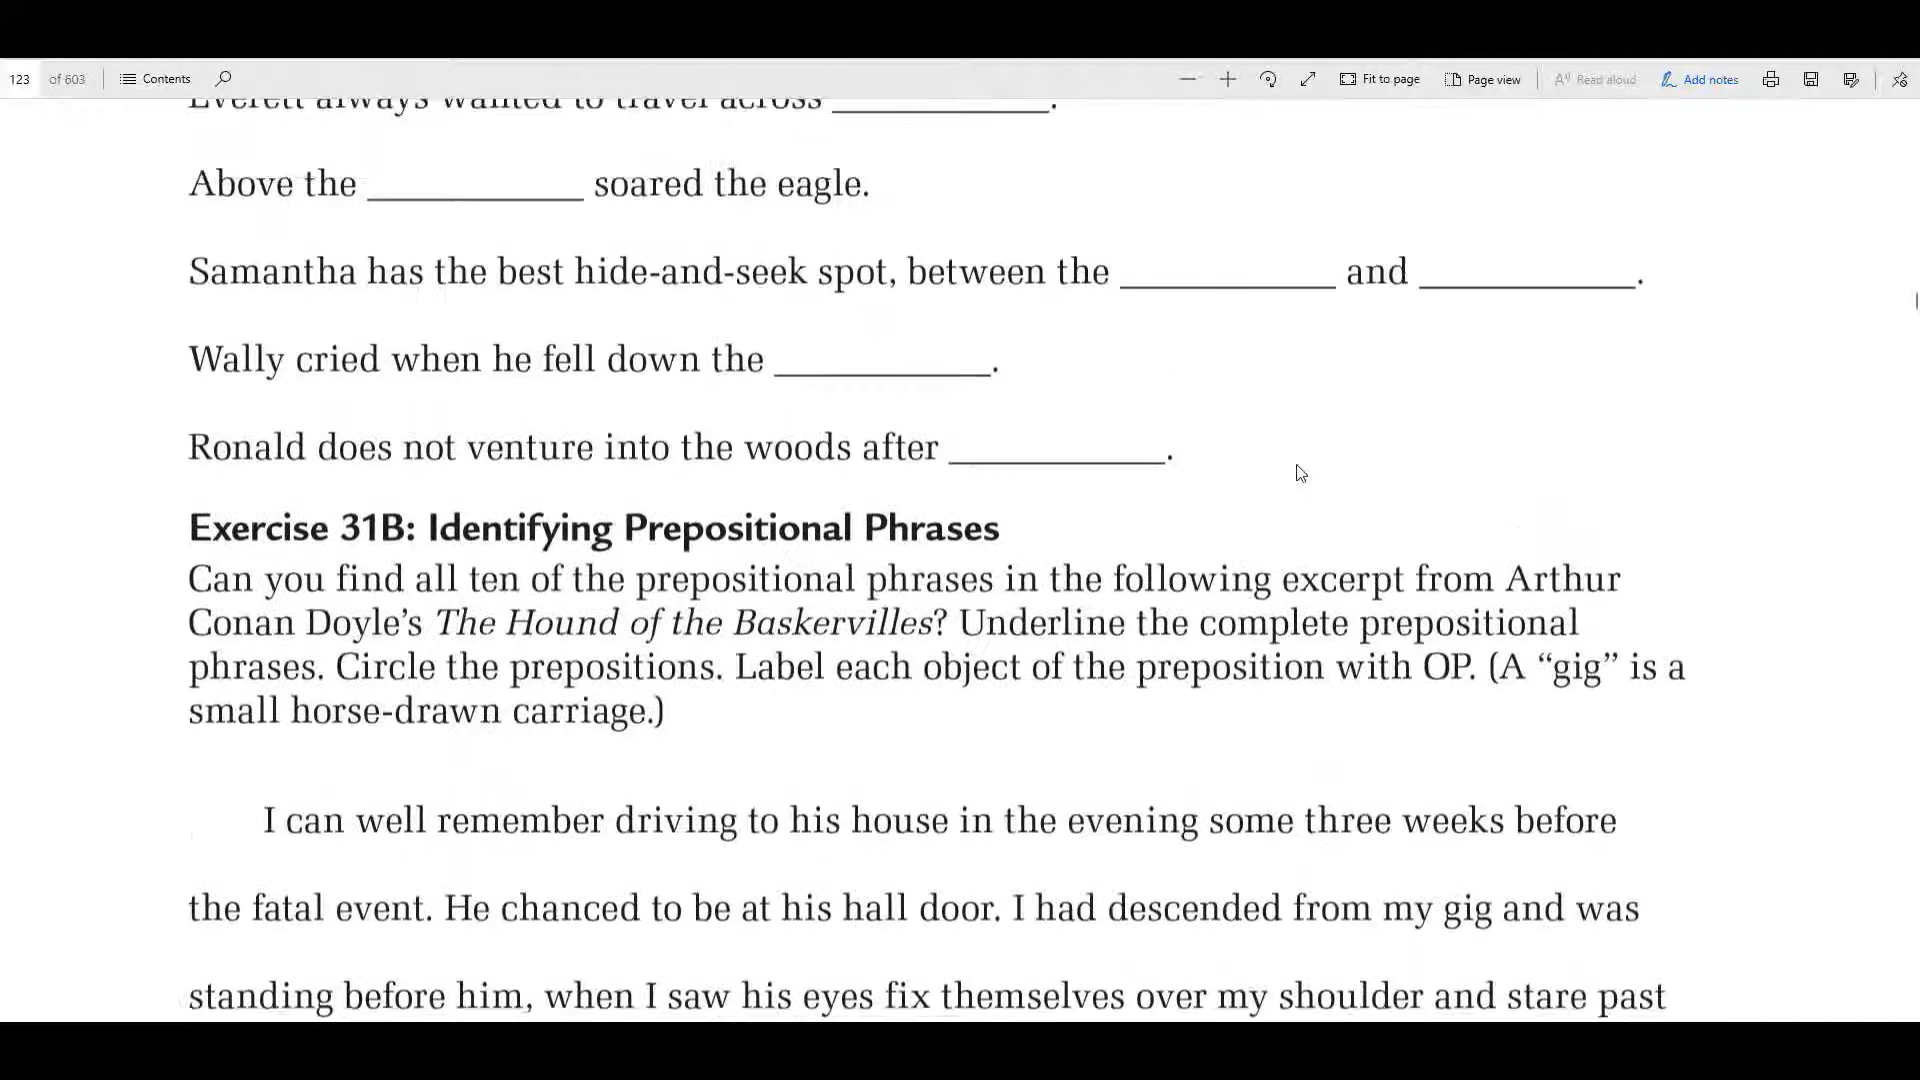 123 of 603 Contents Fit to page Page view Read aloud Add notes
Everett always wanted to travel across ____________.
Above the ____________ soared the eagle.
Samantha has the best hide-and-seek spot, between the ____________ and ____________.
Wally cried when he fell down the ____________.
Ronald does not venture into the woods after ____________.
Exercise 31B: Identifying Prepositional Phrases
Can you find all ten of the prepositional phrases in the following excerpt from Arthur
Conan Doyle’s The Hound of the Baskervilles? Underline the complete prepositional
phrases. Circle the prepositions. Label each object of the preposition with OP. (A “gig” is a
small horse-drawn carriage.)
I can well remember driving to his house in the evening some three weeks before
the fatal event. He chanced to be at his hall door. I had descended from my gig and was
standing before him, when I saw his eyes fix themselves over my shoulder and stare past